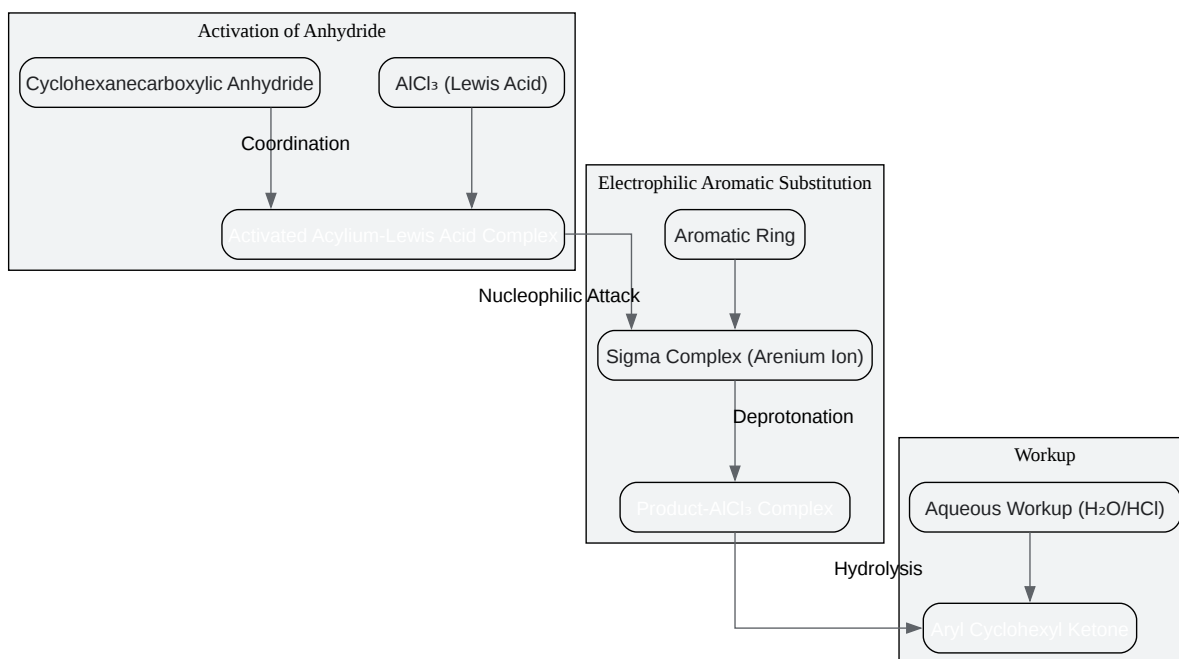 Activation of Anhydride
Cyclohexanecarboxylic Anhydride
AlCl₃ (Lewis Acid)
Coordination
Activated Acylium-Lewis Acid Complex
Electrophilic Aromatic Substitution
Aromatic Ring
Nucleophilic Attack
Sigma Complex (Arenium Ion)
Deprotonation
Product-AlCl₃ Complex
Workup
Aqueous Workup (H₂O/HCl)
Hydrolysis
Aryl Cyclohexyl Ketone